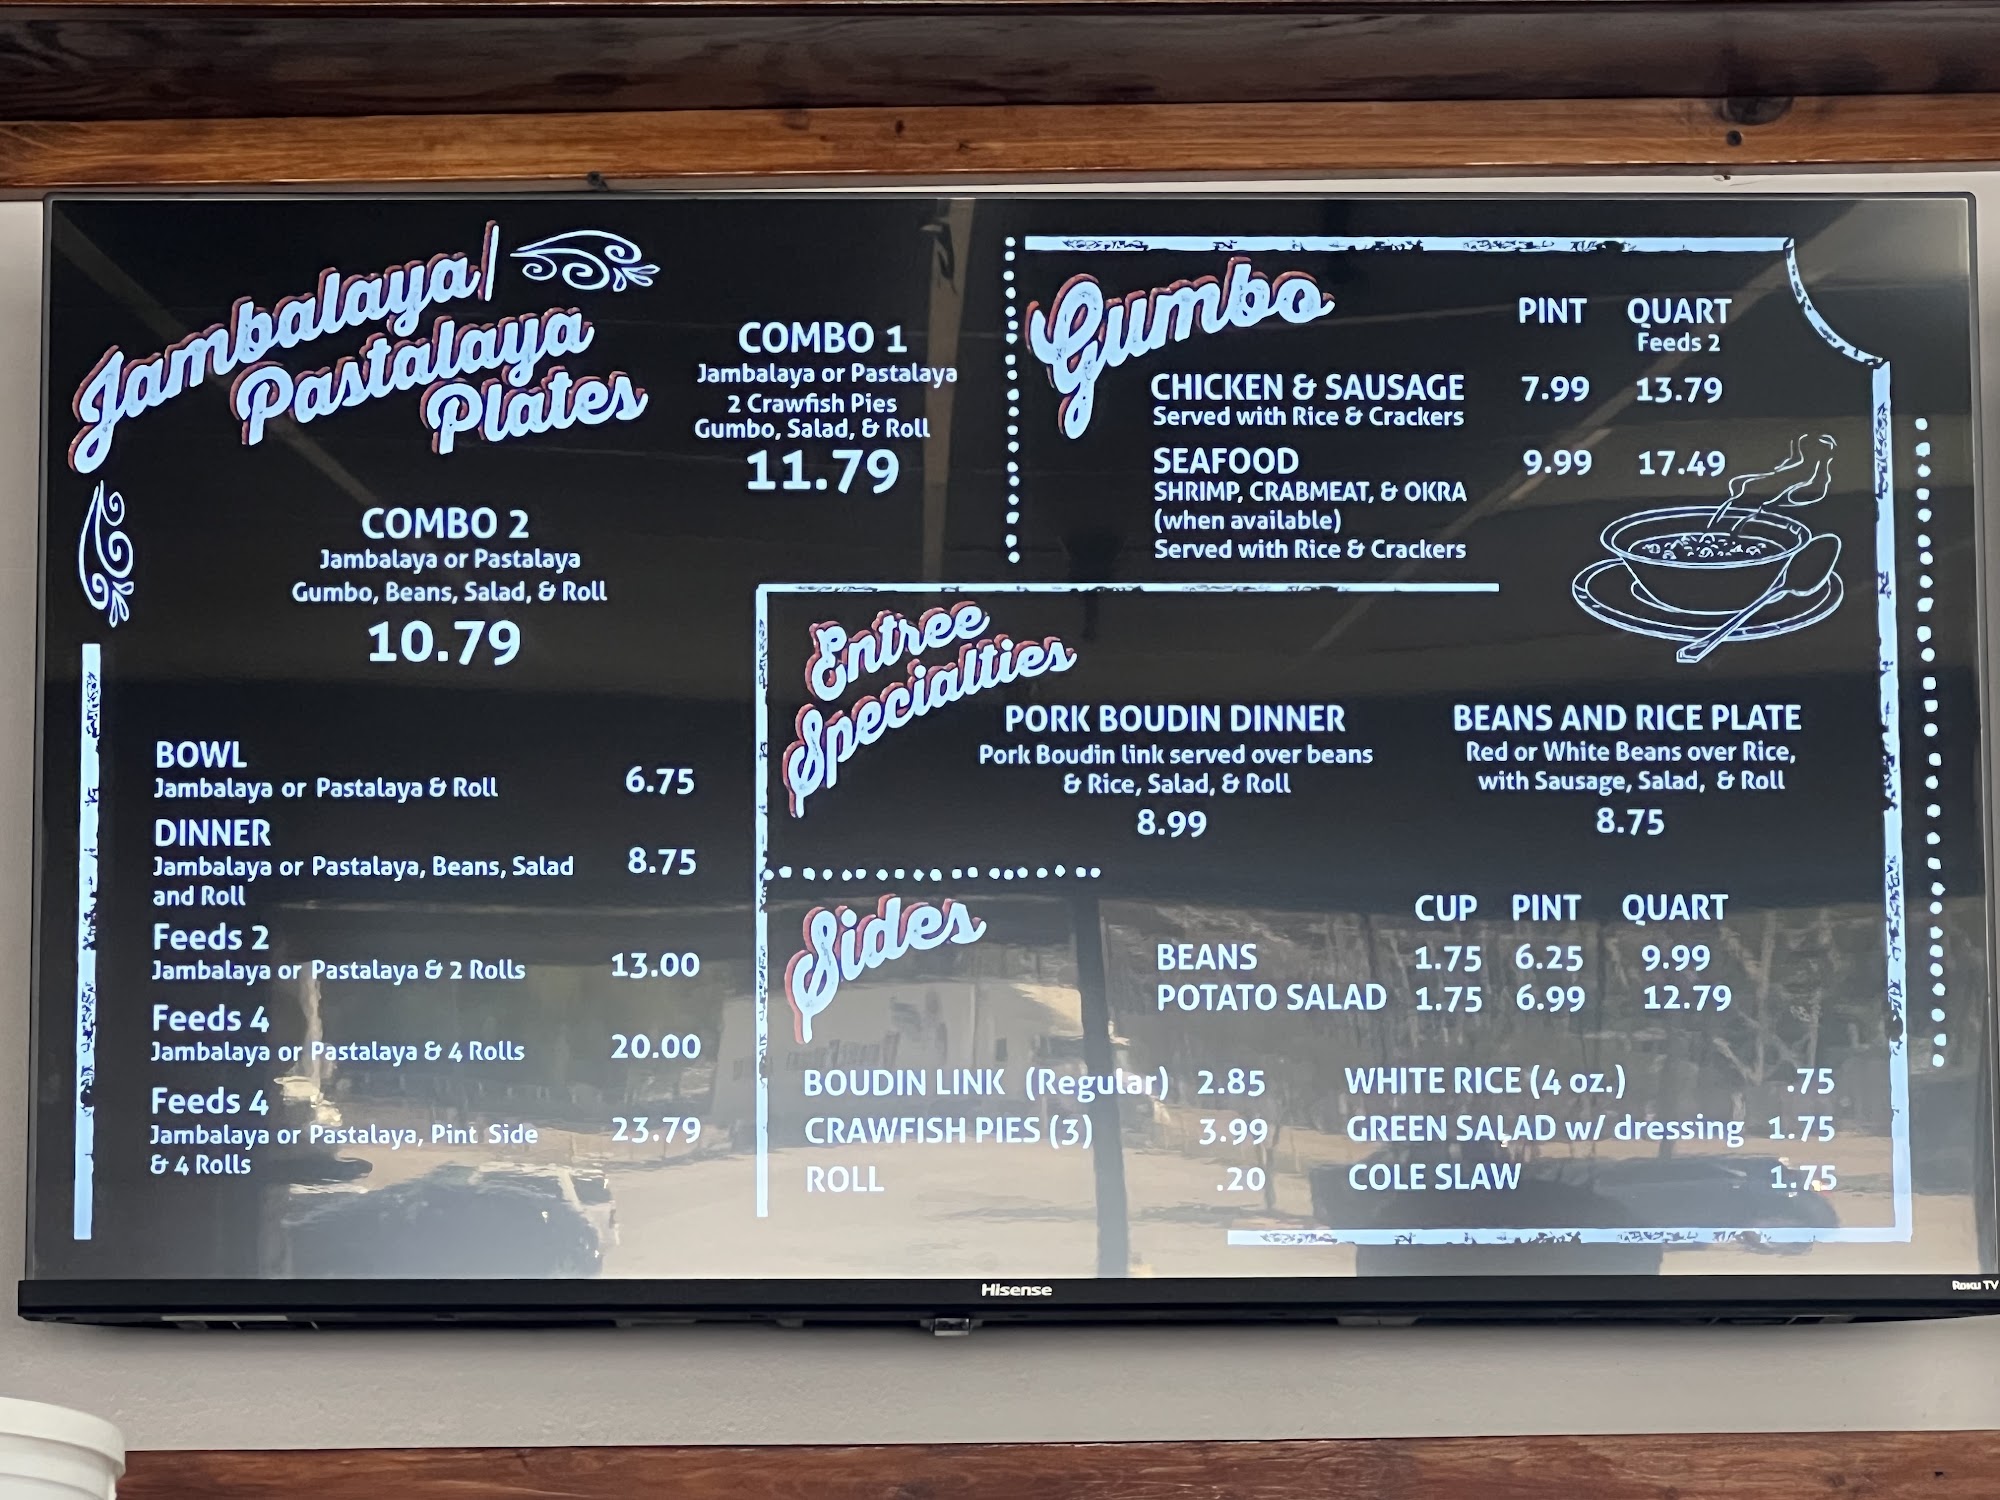 Jambalaya/
Pastalaya
Plates
COMBO 1
Jambalaya or Pastalaya
2 Crawfish Pies
Gumbo, Salad, & Roll
11.79
COMBO 2
Jambalaya or Pastalaya
Gumbo, Beans, Salad, & Roll
10.79
BOWL
Jambalaya or Pastalaya & Roll 6.75
DINNER
Jambalaya or Pastalaya, Beans, Salad 8.75
and Roll
Feeds 2
Jambalaya or Pastalaya & 2 Rolls 13.00
Feeds 4
Jambalaya or Pastalaya & 4 Rolls 20.00
Feeds 4
Jambalaya or Pastalaya, Pint Side 23.79
& 4 Rolls
Gumbo
PINT QUART
Feeds 2
CHICKEN & SAUSAGE 7.99 13.79
Served with Rice & Crackers
SEAFOOD 9.99 17.49
SHRIMP, CRABMEAT, & OKRA
(when available)
Served with Rice & Crackers
Entree
Specialties
PORK BOUDIN DINNER
Pork Boudin link served over beans
& Rice, Salad, & Roll
8.99
BEANS AND RICE PLATE
Red or White Beans over Rice,
with Sausage, Salad, & Roll
8.75
Sides
CUP PINT QUART
BEANS 1.75 6.25 9.99
POTATO SALAD 1.75 6.99 12.79
BOUDIN LINK (Regular) 2.85
CRAWFISH PIES (3) 3.99
ROLL .20
WHITE RICE (4 oz.) .75
GREEN SALAD w/ dressing 1.75
COLE SLAW 1.75
Hisense
Roku TV